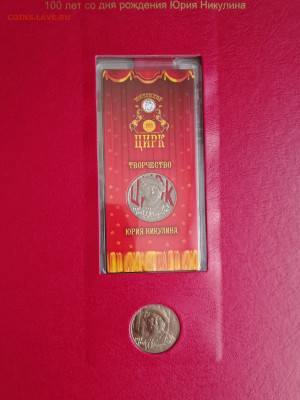 100 лет со дня рождения Юрия Никулина
COINS.LAVE.RU
ЦИРК
ТВОРЧЕСТВО
ЮРИЯ НИКУЛИНА